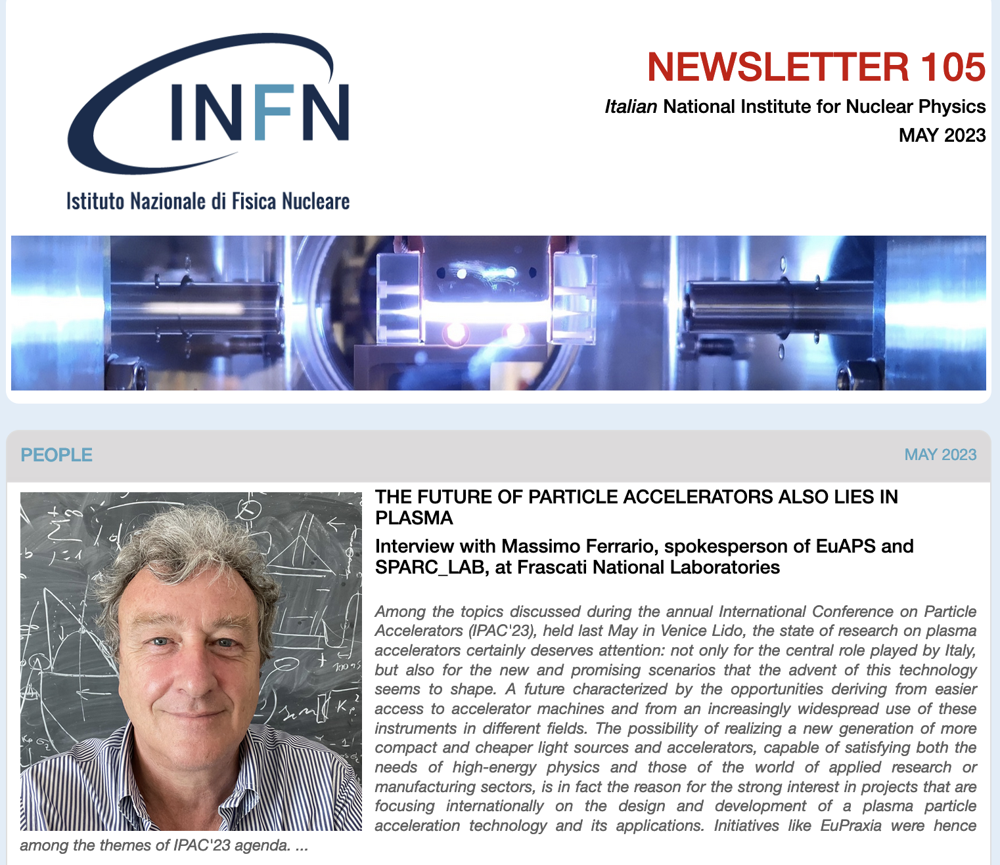 INFN
Istituto Nazionale di Fisica Nucleare
NEWSLETTER 105
Italian National Institute for Nuclear Physics
MAY 2023
PEOPLE
MAY 2023
THE FUTURE OF PARTICLE ACCELERATORS ALSO LIES IN
PLASMA
Interview with Massimo Ferrario, spokesperson of EuAPS and
SPARC_LAB, at Frascati National Laboratories
Among the topics discussed during the annual International Conference on Particle
Accelerators (IPAC'23), held last May in Venice Lido, the state of research on plasma
accelerators certainly deserves attention: not only for the central role played by Italy,
but also for the new and promising scenarios that the advent of this technology
seems to shape. A future characterized by the opportunities deriving from easier
access to accelerator machines and from an increasingly widespread use of these
instruments in different fields. The possibility of realizing a new generation of more
compact and cheaper light sources and accelerators, capable of satisfying both the
needs of high-energy physics and those of the world of applied research or
manufacturing sectors, is in fact the reason for the strong interest in projects that are
focusing internationally on the design and development of a plasma particle
acceleration technology and its applications. Initiatives like EuPraxia were hence
among the themes of IPAC'23 agenda. ...